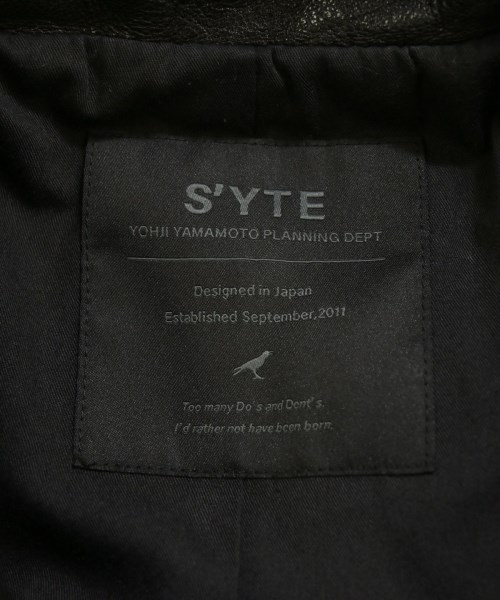 S'YTE
YOHJI YAMAMOTO PLANNING DEPT
Designed in Japan
Established September,2011
Too many Do's and Dont's.
I'd rather not have been born.